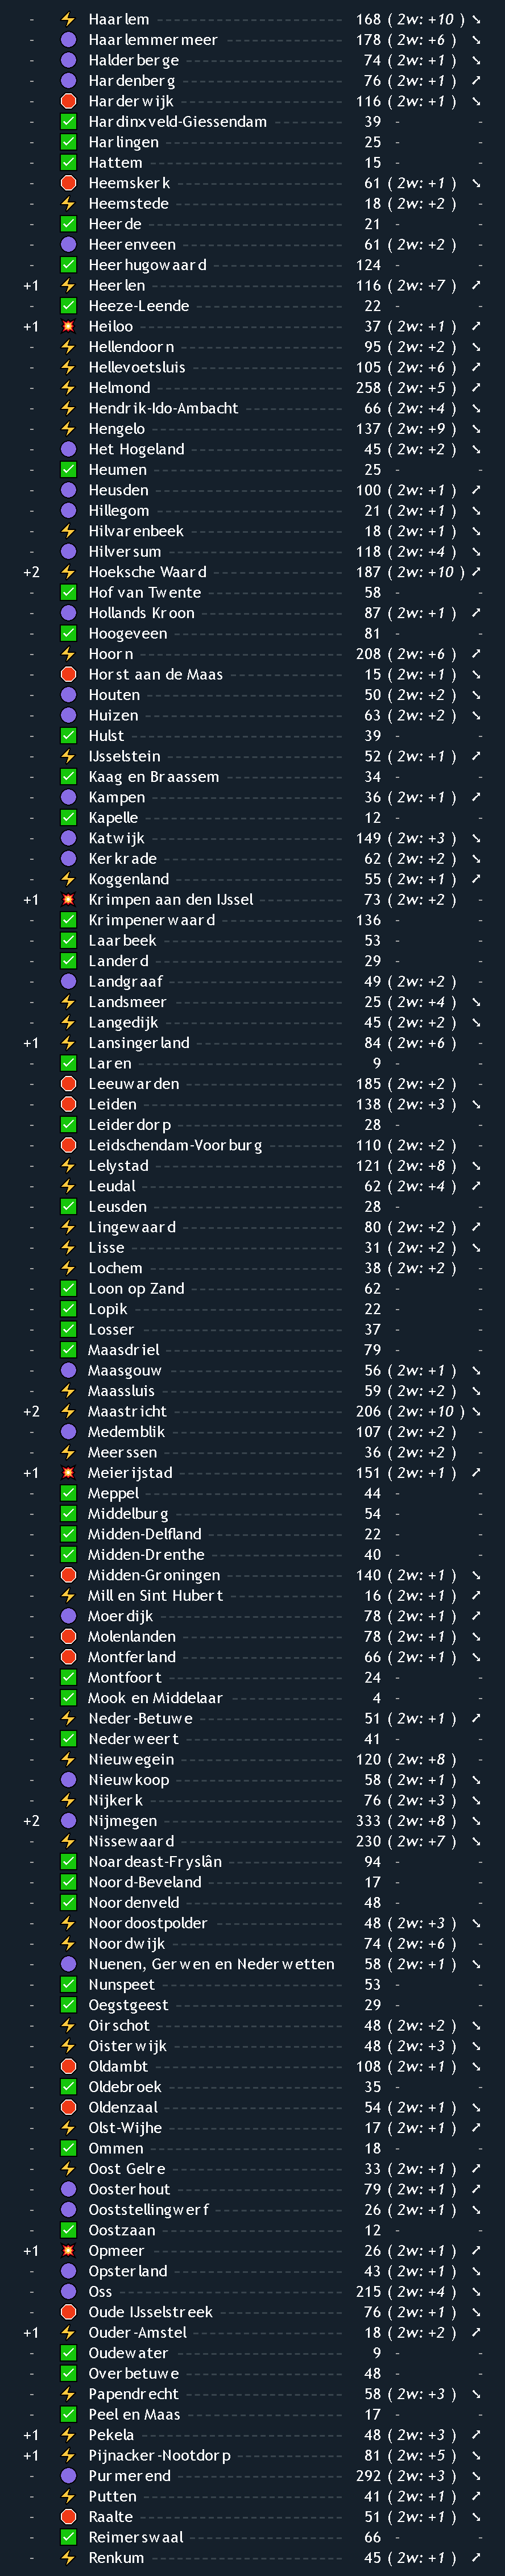 - ⚡ Haarlem 168 ( 2w: +10 ) ➘
- 🟣 Haarlemmermeer 178 ( 2w: +6 ) ➘
- 🟣 Halderberge 74 ( 2w: +1 ) ➘
- 🟣 Hardenberg 76 ( 2w: +1 ) ➚
- 🛑 Harderwijk 116 ( 2w: +1 ) ➘
- ✅ Hardinxveld-Giessendam 39 - -
- ✅ Harlingen 25 - -
- ✅ Hattem 15 - -
- 🛑 Heemskerk 61 ( 2w: +1 ) ➘
- ⚡ Heemstede 18 ( 2w: +2 ) -
- ✅ Heerde 21 - -
- 🟣 Heerenveen 61 ( 2w: +2 ) -
- ✅ Heerhugowaard 124 - -
+1 ⚡ Heerlen 116 ( 2w: +7 ) ➚
- ✅ Heeze-Leende 22 - -
+1 💥 Heiloo 37 ( 2w: +1 ) ➚
- ⚡ Hellendoorn 95 ( 2w: +2 ) ➘
- ⚡ Hellevoetsluis 105 ( 2w: +6 ) ➚
- ⚡ Helmond 258 ( 2w: +5 ) ➚
- ⚡ Hendrik-Ido-Ambacht 66 ( 2w: +4 ) ➘
- ⚡ Hengelo 137 ( 2w: +9 ) ➘
- 🟣 Het Hogeland 45 ( 2w: +2 ) ➘
- ✅ Heumen 25 - -
- 🟣 Heusden 100 ( 2w: +1 ) ➚
- 🟣 Hillegom 21 ( 2w: +1 ) ➘
- ⚡ Hilvarenbeek 18 ( 2w: +1 ) ➘
- 🟣 Hilversum 118 ( 2w: +4 ) ➘
+2 ⚡ Hoeksche Waard 187 ( 2w: +10 ) ➚
- ✅ Hof van Twente 58 - -
- 🟣 Hollands Kroon 87 ( 2w: +1 ) ➚
- ✅ Hoogeveen 81 - -
- ⚡ Hoorn 208 ( 2w: +6 ) ➚
- 🛑 Horst aan de Maas 15 ( 2w: +1 ) ➘
- 🟣 Houten 50 ( 2w: +2 ) ➘
- 🟣 Huizen 63 ( 2w: +2 ) ➘
- ✅ Hulst 39 - -
- ⚡ IJsselstein 52 ( 2w: +1 ) ➚
- ✅ Kaag en Braassem 34 - -
- 🟣 Kampen 36 ( 2w: +1 ) ➚
- ✅ Kapelle 12 - -
- 🟣 Katwijk 149 ( 2w: +3 ) ➘
- 🟣 Kerkrade 62 ( 2w: +2 ) ➘
- ⚡ Koggenland 55 ( 2w: +1 ) ➚
+1 💥 Krimpen aan den IJssel 73 ( 2w: +2 ) -
- ✅ Krimpenerwaard 136 - -
- ✅ Laarbeek 53 - -
- ✅ Landerd 29 - -
- 🟣 Landgraaf 49 ( 2w: +2 ) -
- ⚡ Landsmeer 25 ( 2w: +4 ) ➘
- ⚡ Langedijk 45 ( 2w: +2 ) ➘
+1 ⚡ Lansingerland 84 ( 2w: +6 ) -
- ✅ Laren 9 - -
- 🛑 Leeuwarden 185 ( 2w: +2 ) -
- 🛑 Leiden 138 ( 2w: +3 ) ➘
- ✅ Leiderdorp 28 - -
- 🛑 Leidschendam-Voorburg 110 ( 2w: +2 ) -
- ⚡ Lelystad 121 ( 2w: +8 ) ➘
- ⚡ Leudal 62 ( 2w: +4 ) ➚
- ✅ Leusden 28 - -
- ⚡ Lingewaard 80 ( 2w: +2 ) ➚
- ⚡ Lisse 31 ( 2w: +2 ) ➘
- ⚡ Lochem 38 ( 2w: +2 ) -
- ✅ Loon op Zand 62 - -
- ✅ Lopik 22 - -
- ✅ Losser 37 - -
- ✅ Maasdriel 79 - -
- 🟣 Maasgouw 56 ( 2w: +1 ) ➘
- ⚡ Maassluis 59 ( 2w: +2 ) ➘
+2 ⚡ Maastricht 206 ( 2w: +10 ) ➘
- 🟣 Medemblik 107 ( 2w: +2 ) -
- ⚡ Meerssen 36 ( 2w: +2 ) -
+1 💥 Meierijstad 151 ( 2w: +1 ) ➚
- ✅ Meppel 44 - -
- ✅ Middelburg 54 - -
- ✅ Midden-Delfland 22 - -
- ✅ Midden-Drenthe 40 - -
- 🛑 Midden-Groningen 140 ( 2w: +1 ) ➘
- ⚡ Mill en Sint Hubert 16 ( 2w: +1 ) ➚
- 🟣 Moerdijk 78 ( 2w: +1 ) ➚
- 🛑 Molenlanden 78 ( 2w: +1 ) ➘
- 🛑 Montferland 66 ( 2w: +1 ) ➘
- ✅ Montfoort 24 - -
- ✅ Mook en Middelaar 4 - -
- ⚡ Neder-Betuwe 51 ( 2w: +1 ) ➚
- ✅ Nederweert 41 - -
- ⚡ Nieuwegein 120 ( 2w: +8 ) -
- 🟣 Nieuwkoop 58 ( 2w: +1 ) ➘
- ⚡ Nijkerk 76 ( 2w: +3 ) ➘
+2 🟣 Nijmegen 333 ( 2w: +8 ) ➘
- ⚡ Nissewaard 230 ( 2w: +7 ) ➘
- ✅ Noardeast-Fryslân 94 - -
- ✅ Noord-Beveland 17 - -
- ✅ Noordenveld 48 - -
- ⚡ Noordoostpolder 48 ( 2w: +3 ) ➘
- ⚡ Noordwijk 74 ( 2w: +6 ) -
- 🟣 Nuenen, Gerwen en Nederwetten 58 ( 2w: +1 ) ➘
- ✅ Nunspeet 53 - -
- ✅ Oegstgeest 29 - -
- ⚡ Oirschot 48 ( 2w: +2 ) ➘
- ⚡ Oisterwijk 48 ( 2w: +3 ) ➘
- 🛑 Oldambt 108 ( 2w: +1 ) ➘
- ✅ Oldebroek 35 - -
- 🛑 Oldenzaal 54 ( 2w: +1 ) ➘
- ⚡ Olst-Wijhe 17 ( 2w: +1 ) ➚
- ✅ Ommen 18 - -
- ⚡ Oost Gelre 33 ( 2w: +1 ) ➚
- 🟣 Oosterhout 79 ( 2w: +1 ) ➚
- 🟣 Ooststellingwerf 26 ( 2w: +1 ) ➘
- ✅ Oostzaan 12 - -
+1 💥 Opmeer 26 ( 2w: +1 ) ➚
- 🟣 Opsterland 43 ( 2w: +1 ) ➘
- 🟣 Oss 215 ( 2w: +4 ) ➘
- 🛑 Oude IJsselstreek 76 ( 2w: +1 ) ➘
+1 ⚡ Ouder-Amstel 18 ( 2w: +2 ) ➚
- ✅ Oudewater 9 - -
- ✅ Overbetuwe 48 - -
- ⚡ Papendrecht 58 ( 2w: +3 ) ➘
- ✅ Peel en Maas 17 - -
+1 ⚡ Pekela 48 ( 2w: +3 ) ➚
+1 ⚡ Pijnacker-Nootdorp 81 ( 2w: +5 ) ➘
- 🟣 Purmerend 292 ( 2w: +3 ) ➘
- ⚡ Putten 41 ( 2w: +1 ) ➚
- 🛑 Raalte 51 ( 2w: +1 ) ➘
- ✅ Reimerswaal 66 - -
- ⚡ Renkum 45 ( 2w: +1 ) ➚